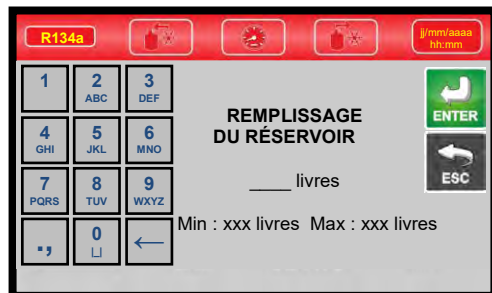 R134a
jj/mm/aaaa
hh:mm
1
2
ABC
3
DEF
4
GHI
5
JKL
6
MNO
7
PQRS
8
TUV
9
WXYZ
.,
0
⌴
←
REMPLISSAGE
DU RÉSERVOIR
____ livres
Min : xxx livres Max : xxx livres
ENTER
ESC